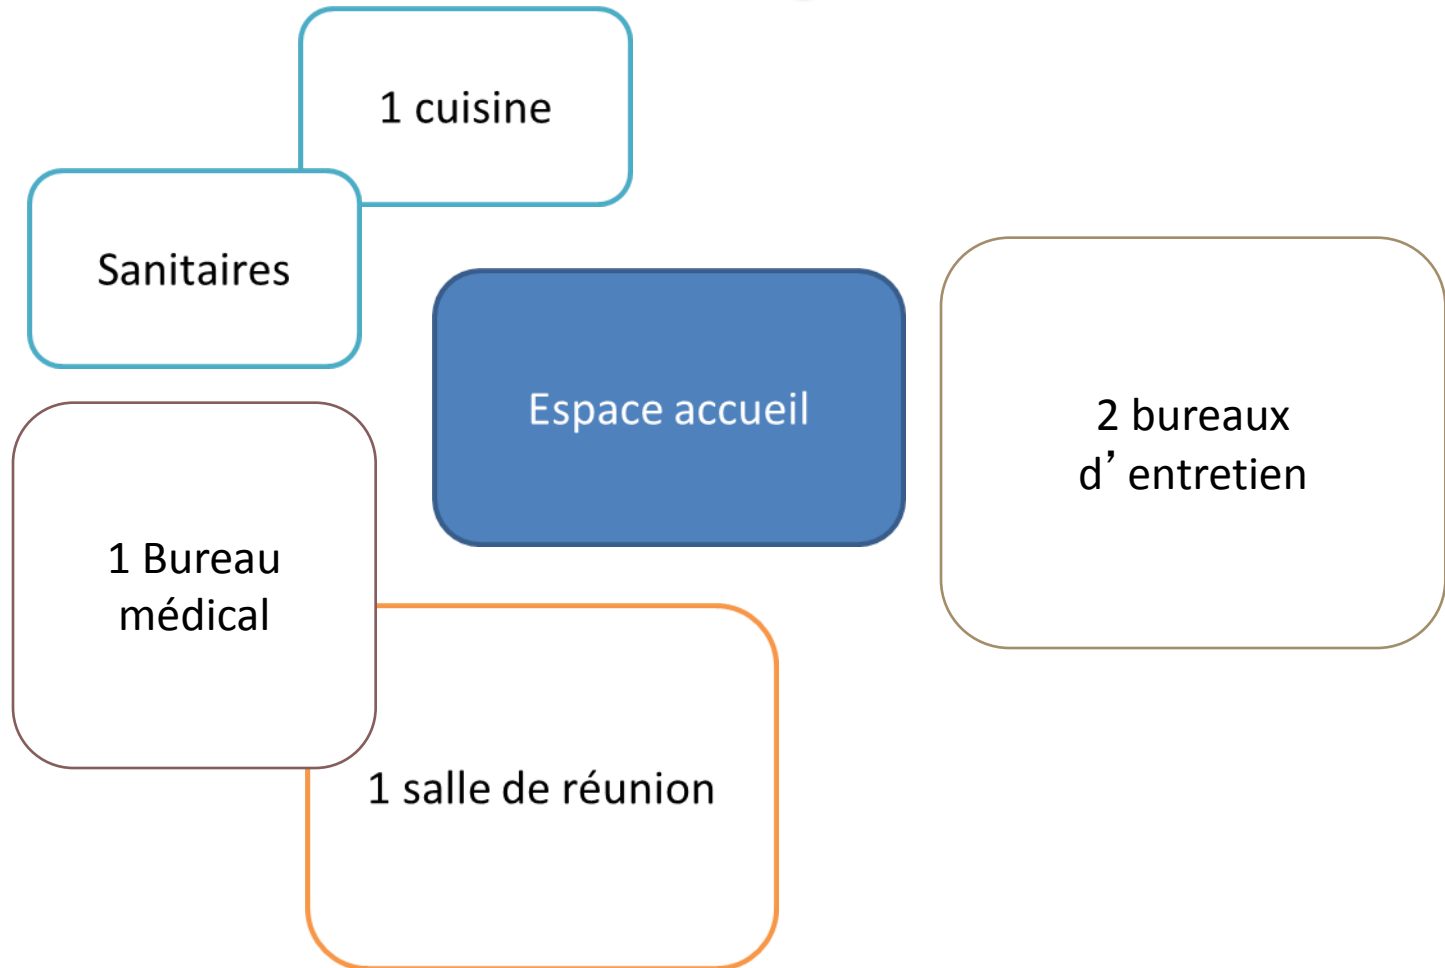 1 cuisine
Sanitaires
Espace accueil
2 bureaux
d’ entretien
1 Bureau
médical
1 salle de réunion